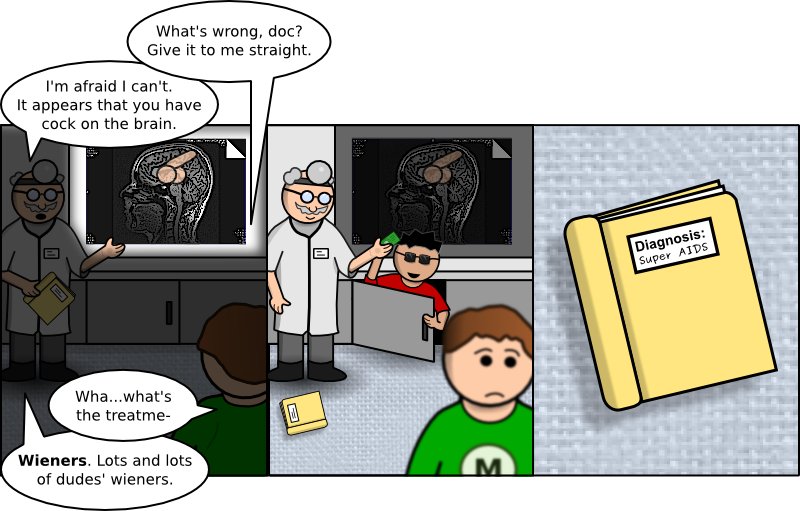 What's wrong, doc?
Give it to me straight.
I'm afraid I can't.
It appears that you have
cock on the brain.
Wha...what's
the treatme-
Wieners. Lots and lots
of dudes' wieners.
M
Diagnosis:
Super AIDS